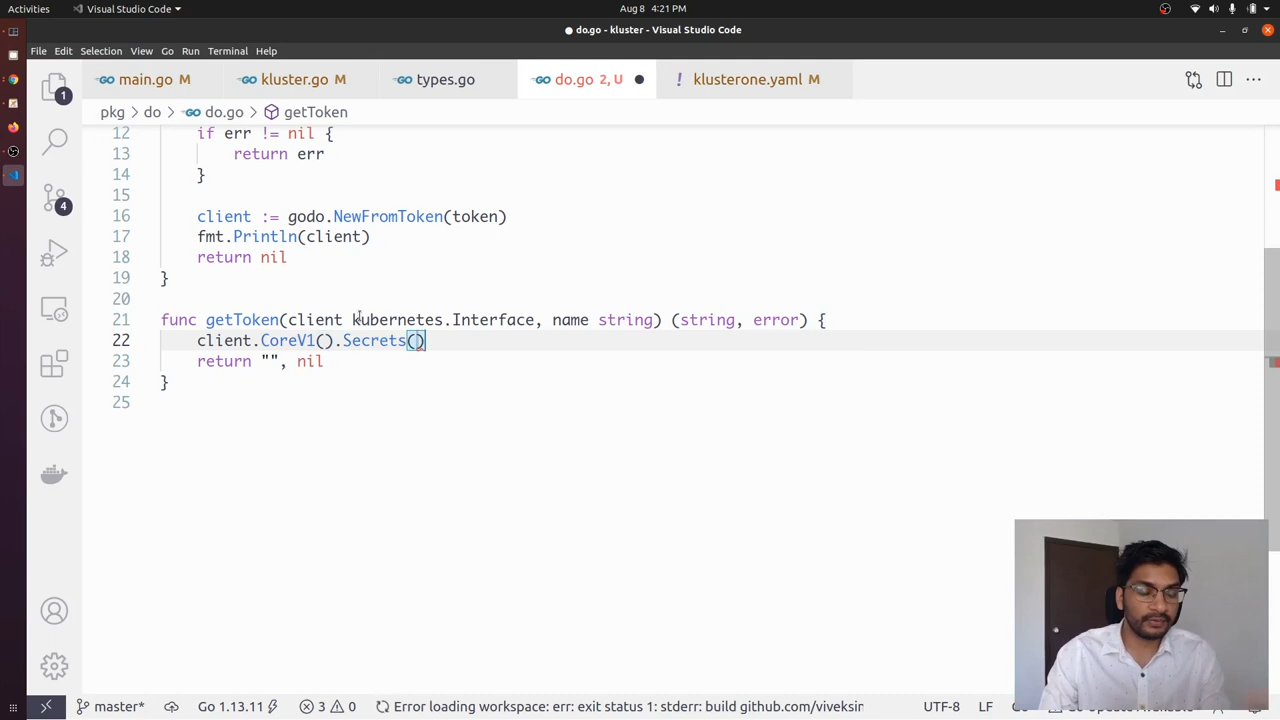 Activities
Visual Studio Code
Aug 8 4:21 PM
do.go - kluster - Visual Studio Code
File Edit Selection View Go Run Terminal Help
main.go M
kluster.go M
types.go
do.go 2, U
klusterone.yaml M
pkg > do > do.go > getToken
12 if err != nil {
13 return err
14 }
15
16 client := godo.NewFromToken(token)
17 fmt.Println(client)
18 return nil
19 }
20
21 func getToken(client kubernetes.Interface, name string) (string, error) {
22 client.CoreV1().Secrets()
23 return "", nil
24 }
25
1
4
master* Go 1.13.11 3 0 Error loading workspace: err: exit status 1: stderr: build github.com/viveksin UTF-8 LF